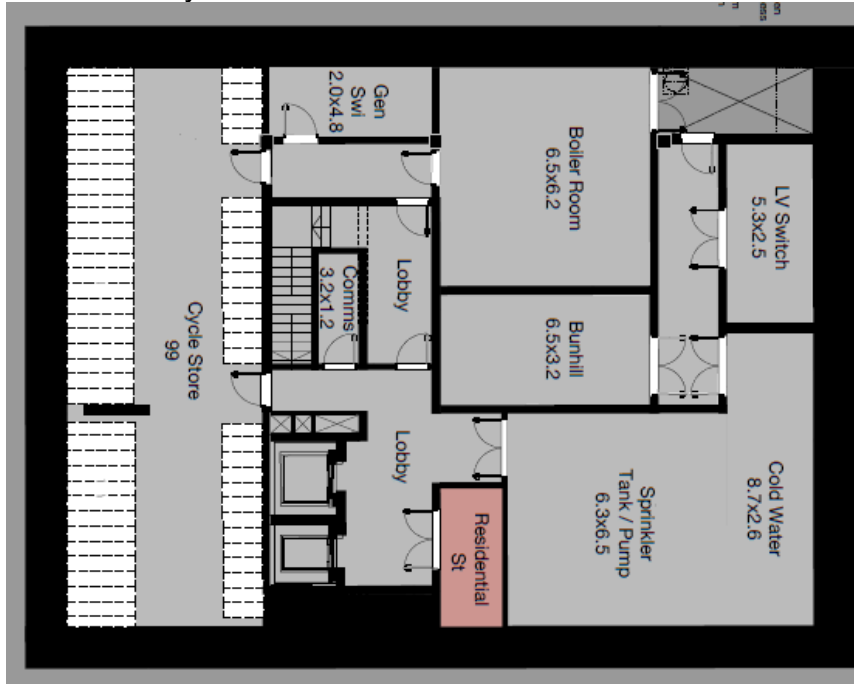 Gen
Swi
2.0x4.8
Boiler Room
6.5x6.2
LV Switch
5.3x2.5
Lobby
Comms
3.2x1.2
Cycle Store
99
Bunhill
6.5x3.2
Lobby
Residential
St
Sprinkler
Tank / Pump
6.3x6.5
Cold Water
8.7x2.6